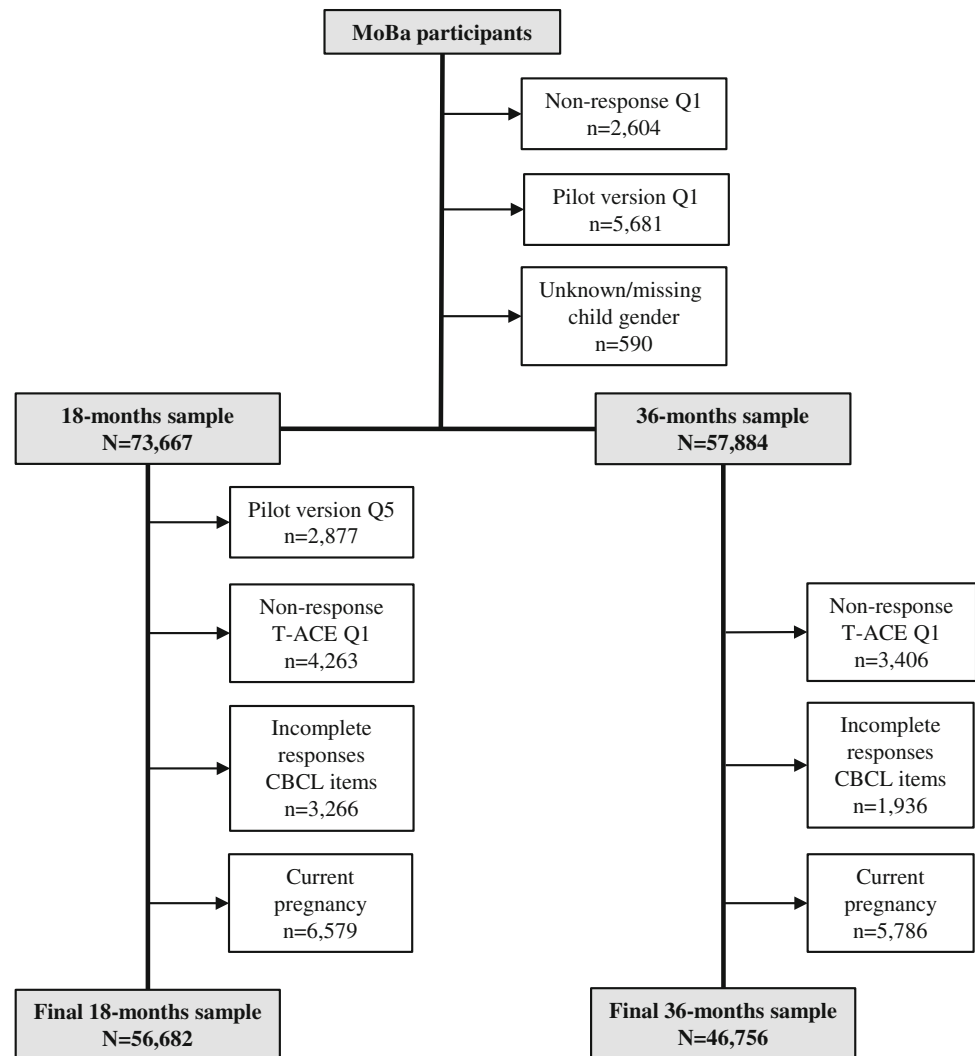 MoBa participants
Non-response Q1
n=2,604
Pilot version Q1
n=5,681
Unknown/missing
child gender
n=590
18-months sample
N=73,667
36-months sample
N=57,884
Pilot version Q5
n=2,877
Non-response
T-ACE Q1
n=4,263
Incomplete
responses
CBCL items
n=3,266
Current
pregnancy
n=6,579
Non-response
T-ACE Q1
n=3,406
Incomplete
responses
CBCL items
n=1,936
Current
pregnancy
n=5,786
Final 18-months sample
N=56,682
Final 36-months sample
N=46,756